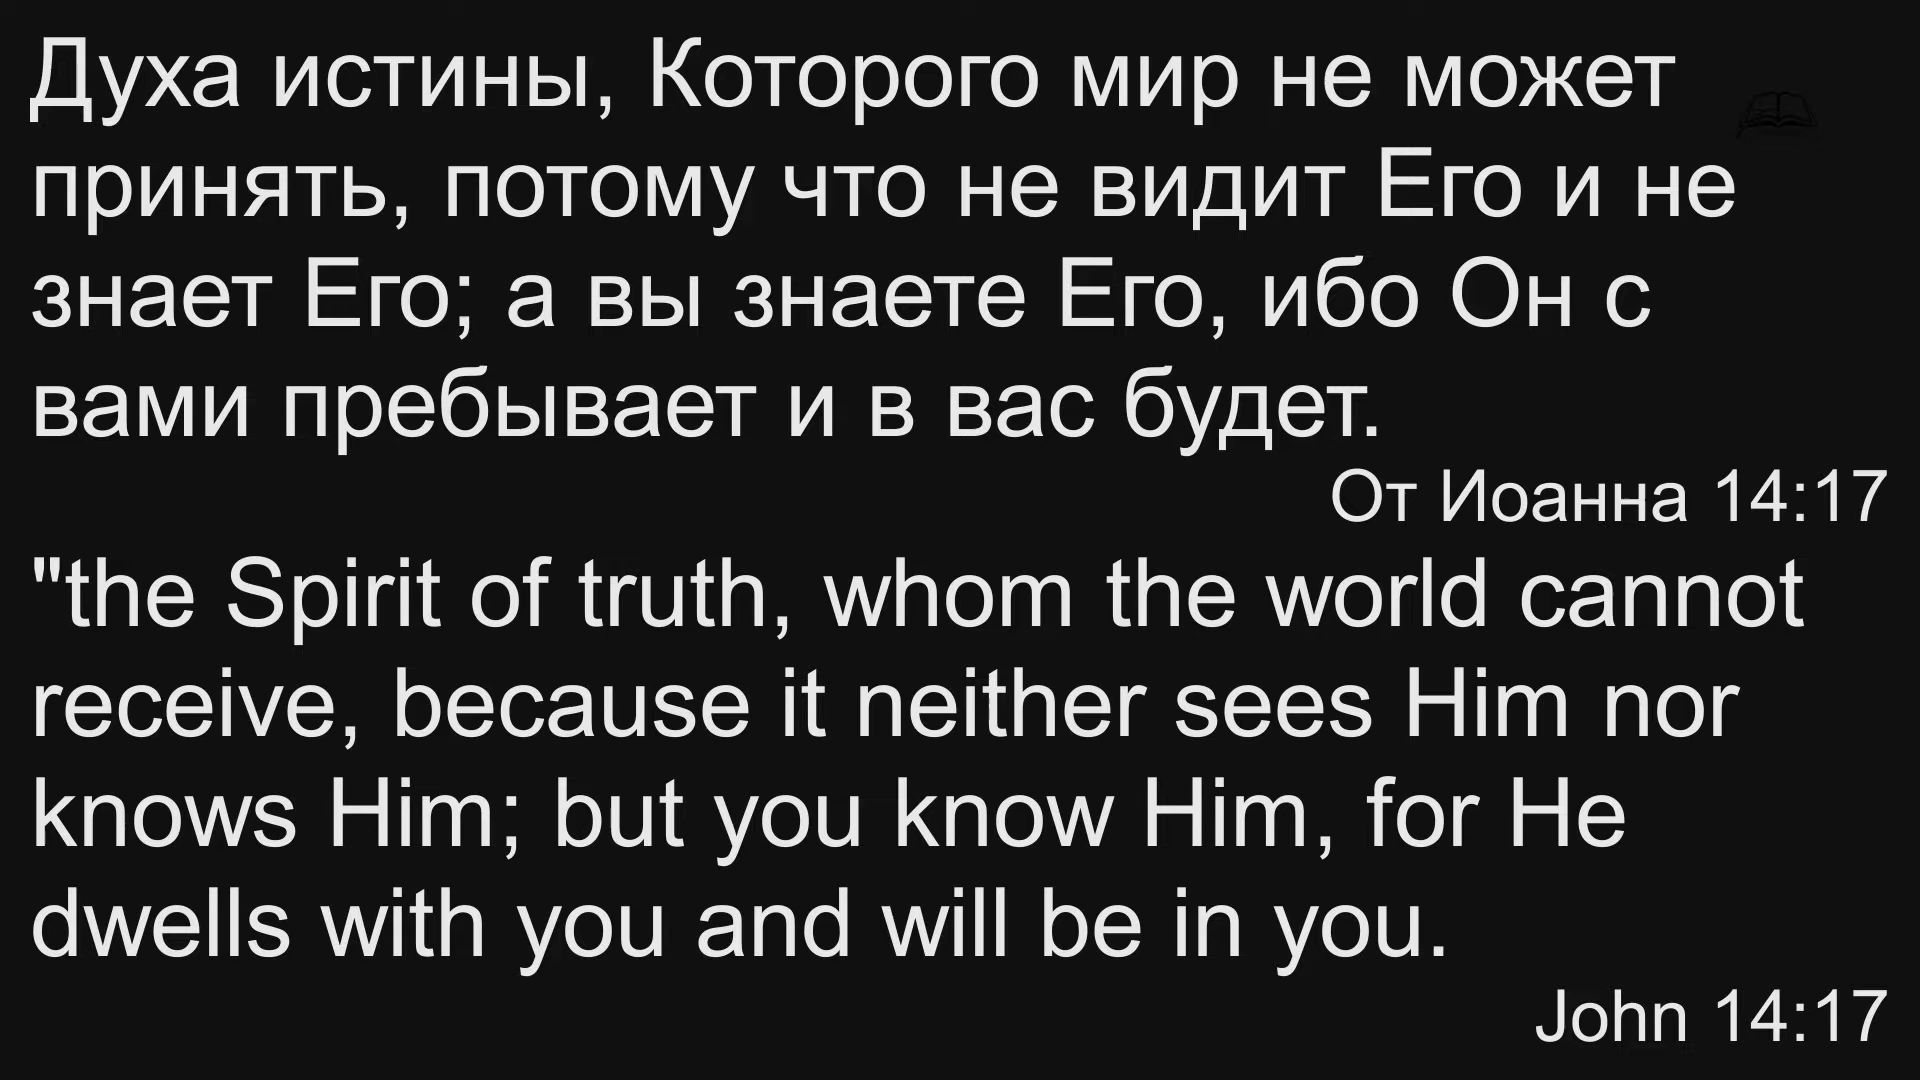 Духа истины, Которого мир не может
принять, потому что не видит Его и не
знает Его; а вы знаете Его, ибо Он с
вами пребывает и в вас будет.
От Иоанна 14:17
"the Spirit of truth, whom the world cannot
receive, because it neither sees Him nor
knows Him; but you know Him, for He
dwells with you and will be in you.
John 14:17